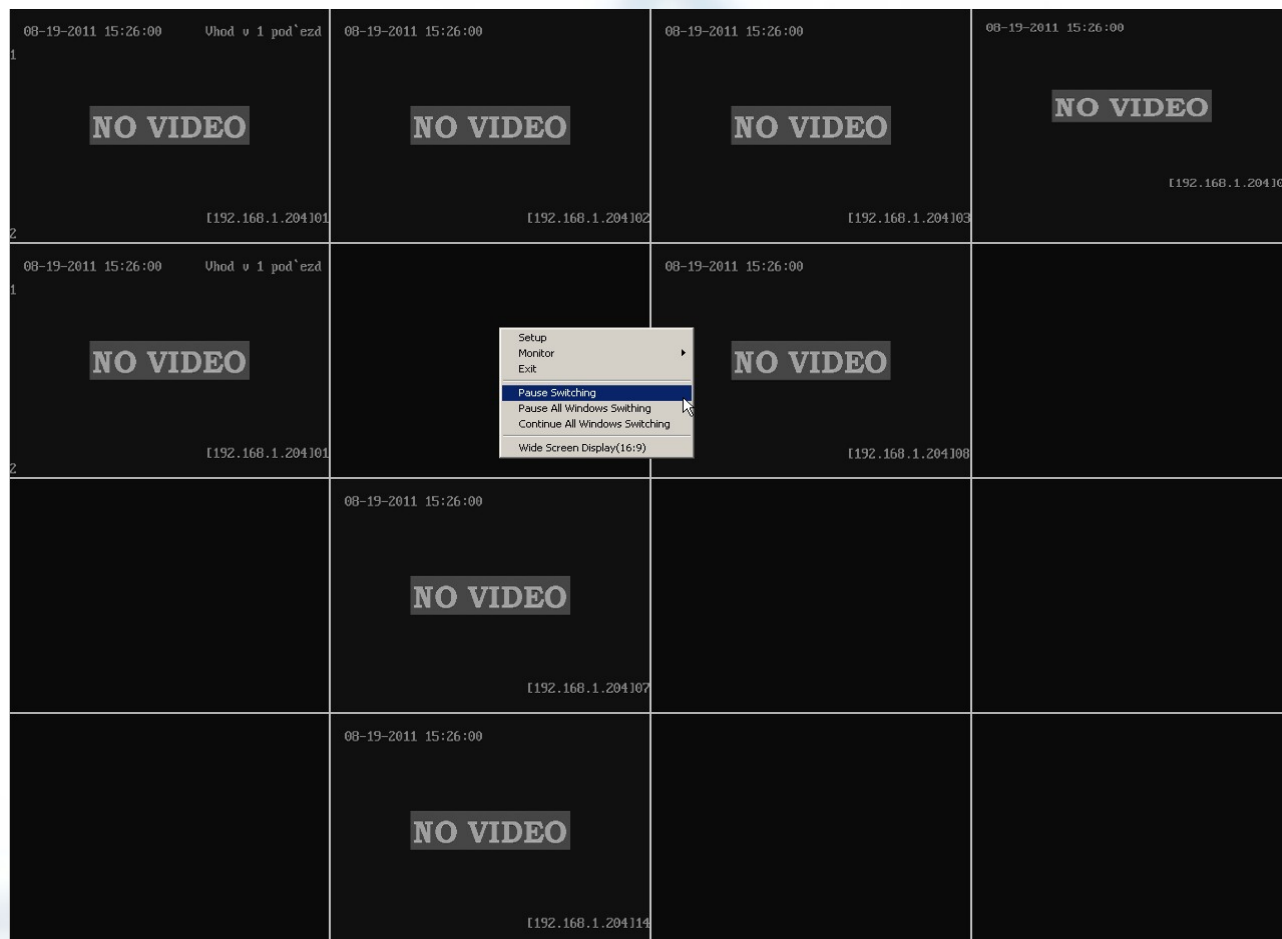 08-19-2011 15:26:00 Vhod v 1 pod`ezd
1
NO VIDEO
[192.168.1.204]01
2
08-19-2011 15:26:00
NO VIDEO
[192.168.1.204]02
08-19-2011 15:26:00
NO VIDEO
[192.168.1.204]03
08-19-2011 15:26:00
NO VIDEO
[192.168.1.204]
08-19-2011 15:26:00 Vhod v 1 pod`ezd
1
NO VIDEO
[192.168.1.204]01
2
Setup
Monitor
Exit
Pause Switching
Pause All Windows Swithing
Continue All Windows Switching
Wide Screen Display(16:9)
08-19-2011 15:26:00
NO VIDEO
[192.168.1.204]08
08-19-2011 15:26:00
NO VIDEO
[192.168.1.204]07
08-19-2011 15:26:00
NO VIDEO
[192.168.1.204]14